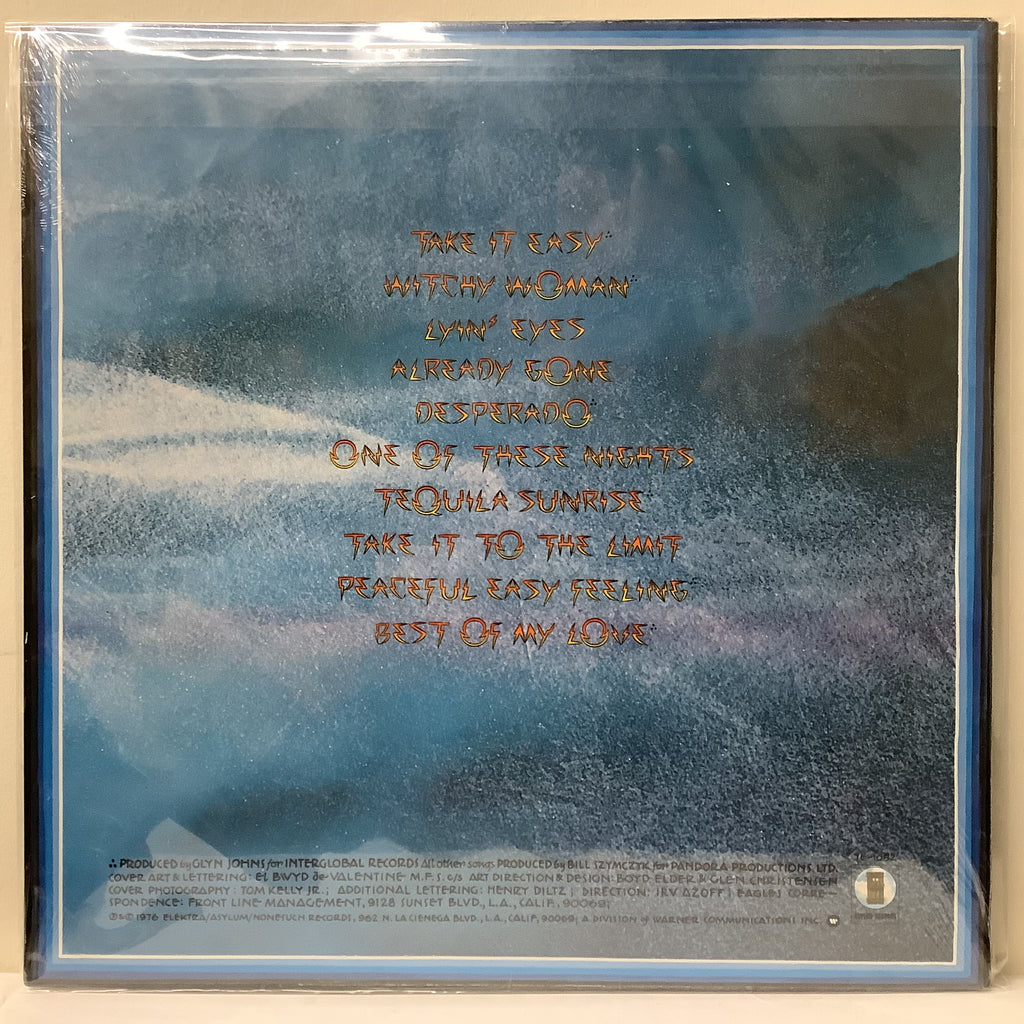 TAKE IT EASY∴
WITCHY WOMAN∴
LYIN' EYES
ALREADY GONE
DESPERADO∴
ONE OF THESE NIGHTS
TEQUILA SUNRISE∴
TAKE IT TO THE LIMIT
PEACEFUL EASY FEELING∴
BEST OF MY LOVE∴
∴ PRODUCED by GLYN JOHNS for INTERGLOBAL RECORDS All other songs PRODUCED by BILL SZYMCZYK for PANDORA PRODUCTIONS LTD.
COVER ART & LETTERING: EL BWYD de VALENTINE M.F.S. c/s ART DIRECTION & DESIGN: BOYD ELDER & GLEN CHRISTENSEN
COVER PHOTOGRAPHY: TOM KELLY JR.; ADDITIONAL LETTERING: HENRY DILTZ; DIRECTION: IRV AZOFF; EAGLES CORRE-
SPONDENCE: FRONT LINE MANAGEMENT, 9128 SUNSET BLVD., L.A., CALIF. 90069;
℗&© 1976 ELEKTRA/ASYLUM/NONESUCH RECORDS, 962 N. LA CIENEGA BLVD., L.A., CALIF. 90069; A DIVISION of WARNER COMMUNICATIONS INC.